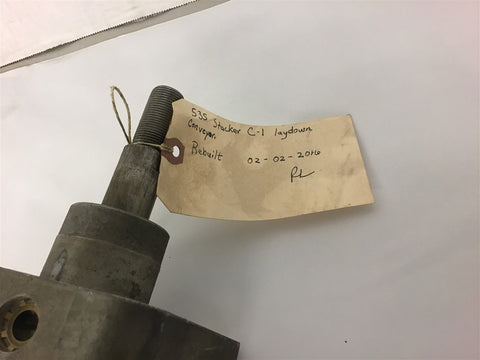 535 Stacker C-1 laydown
Conveyor.
Rebuilt 02-02-2016